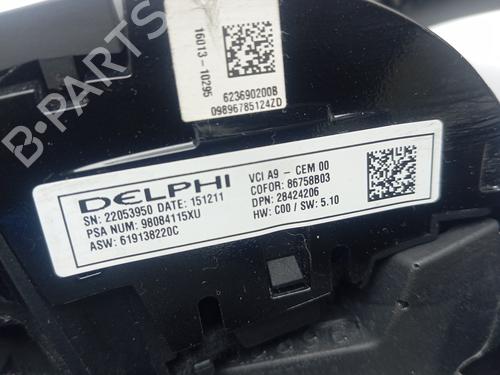 16013 - 10295
623690200B
09896785124ZD
DELPHI
VCI A9 - CEM 00
SN: 22053950 DATE: 151211
COFOR: 86758B03
PSA NUM: 98084115XU
DPN: 28424206
ASW: 619138220C
HW: C00 / SW: 5.10
B-PARTS